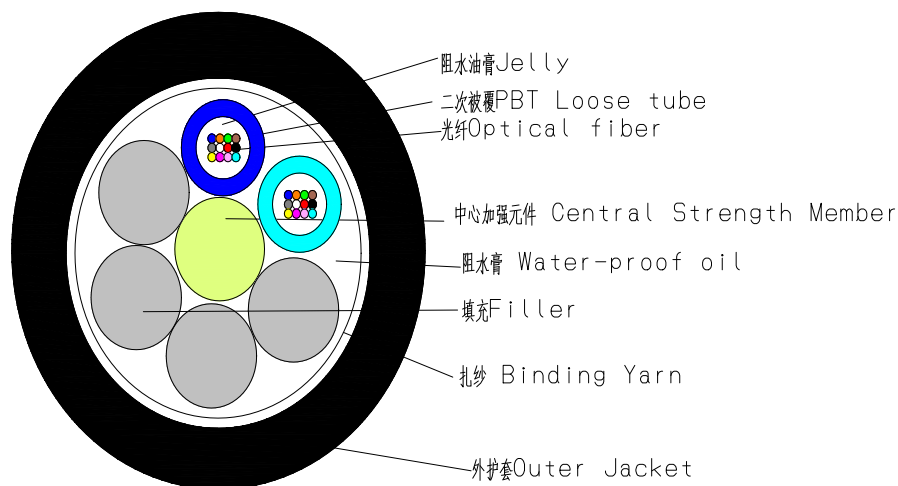 阻水油膏Jelly
二次被覆PBT Loose tube
光纤Optical fiber
中心加强元件 Central Strength Member
阻水膏 Water-proof oil
填充Filler
扎纱 Binding Yarn
外护套Outer Jacket